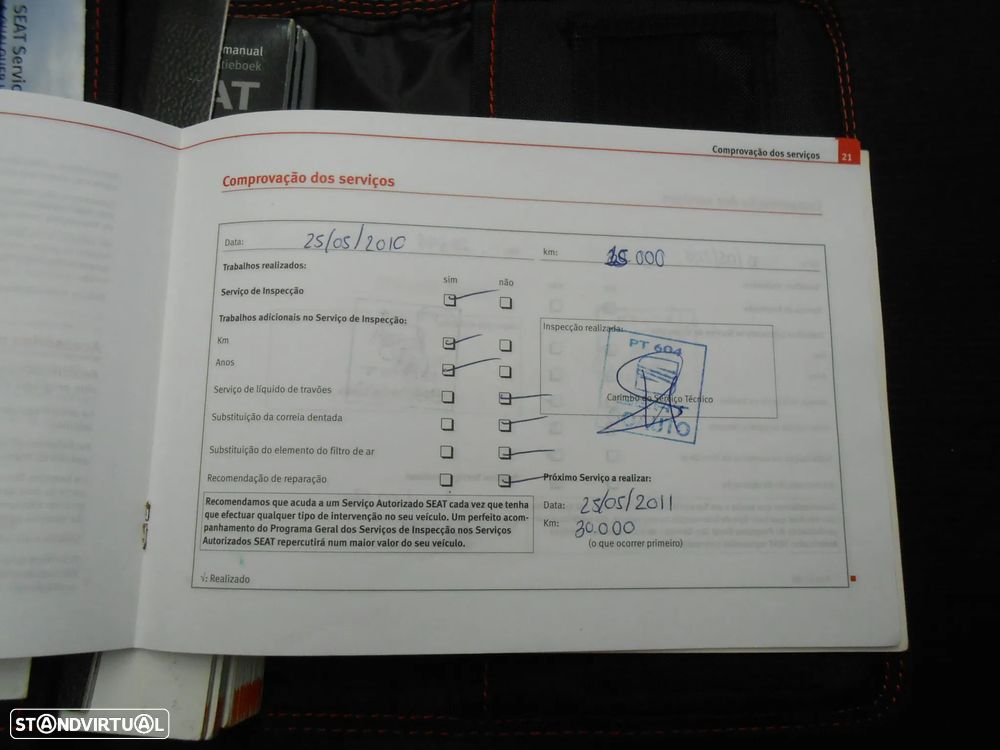 SEAT Servic
manual
tieboek
AT
Comprovação dos serviços 21
Comprovação dos serviços
Data: 25/05/2010 km: .000
Trabalhos realizados:
sim não
Serviço de Inspecção
Trabalhos adicionais no Serviço de Inspecção:
Km
Anos
Serviço de líquido de travões
Substituição da correia dentada
Substituição do elemento do filtro de ar
Recomendação de reparação
Inspecção realizada:
PT 604
Carimbo do Serviço Técnico
Recomendamos que acuda a um Serviço Autorizado SEAT cada vez que tenha
que efectuar qualquer tipo de intervenção no seu veículo. Um perfeito acom-
panhamento do Programa Geral dos Serviços de Inspecção nos Serviços
Autorizados SEAT repercutirá num maior valor do seu veículo.
Próximo Serviço a realizar:
Data: 25/05/2011
Km: 30.000
(o que ocorrer primeiro)
√: Realizado
STANDVIRTUAL